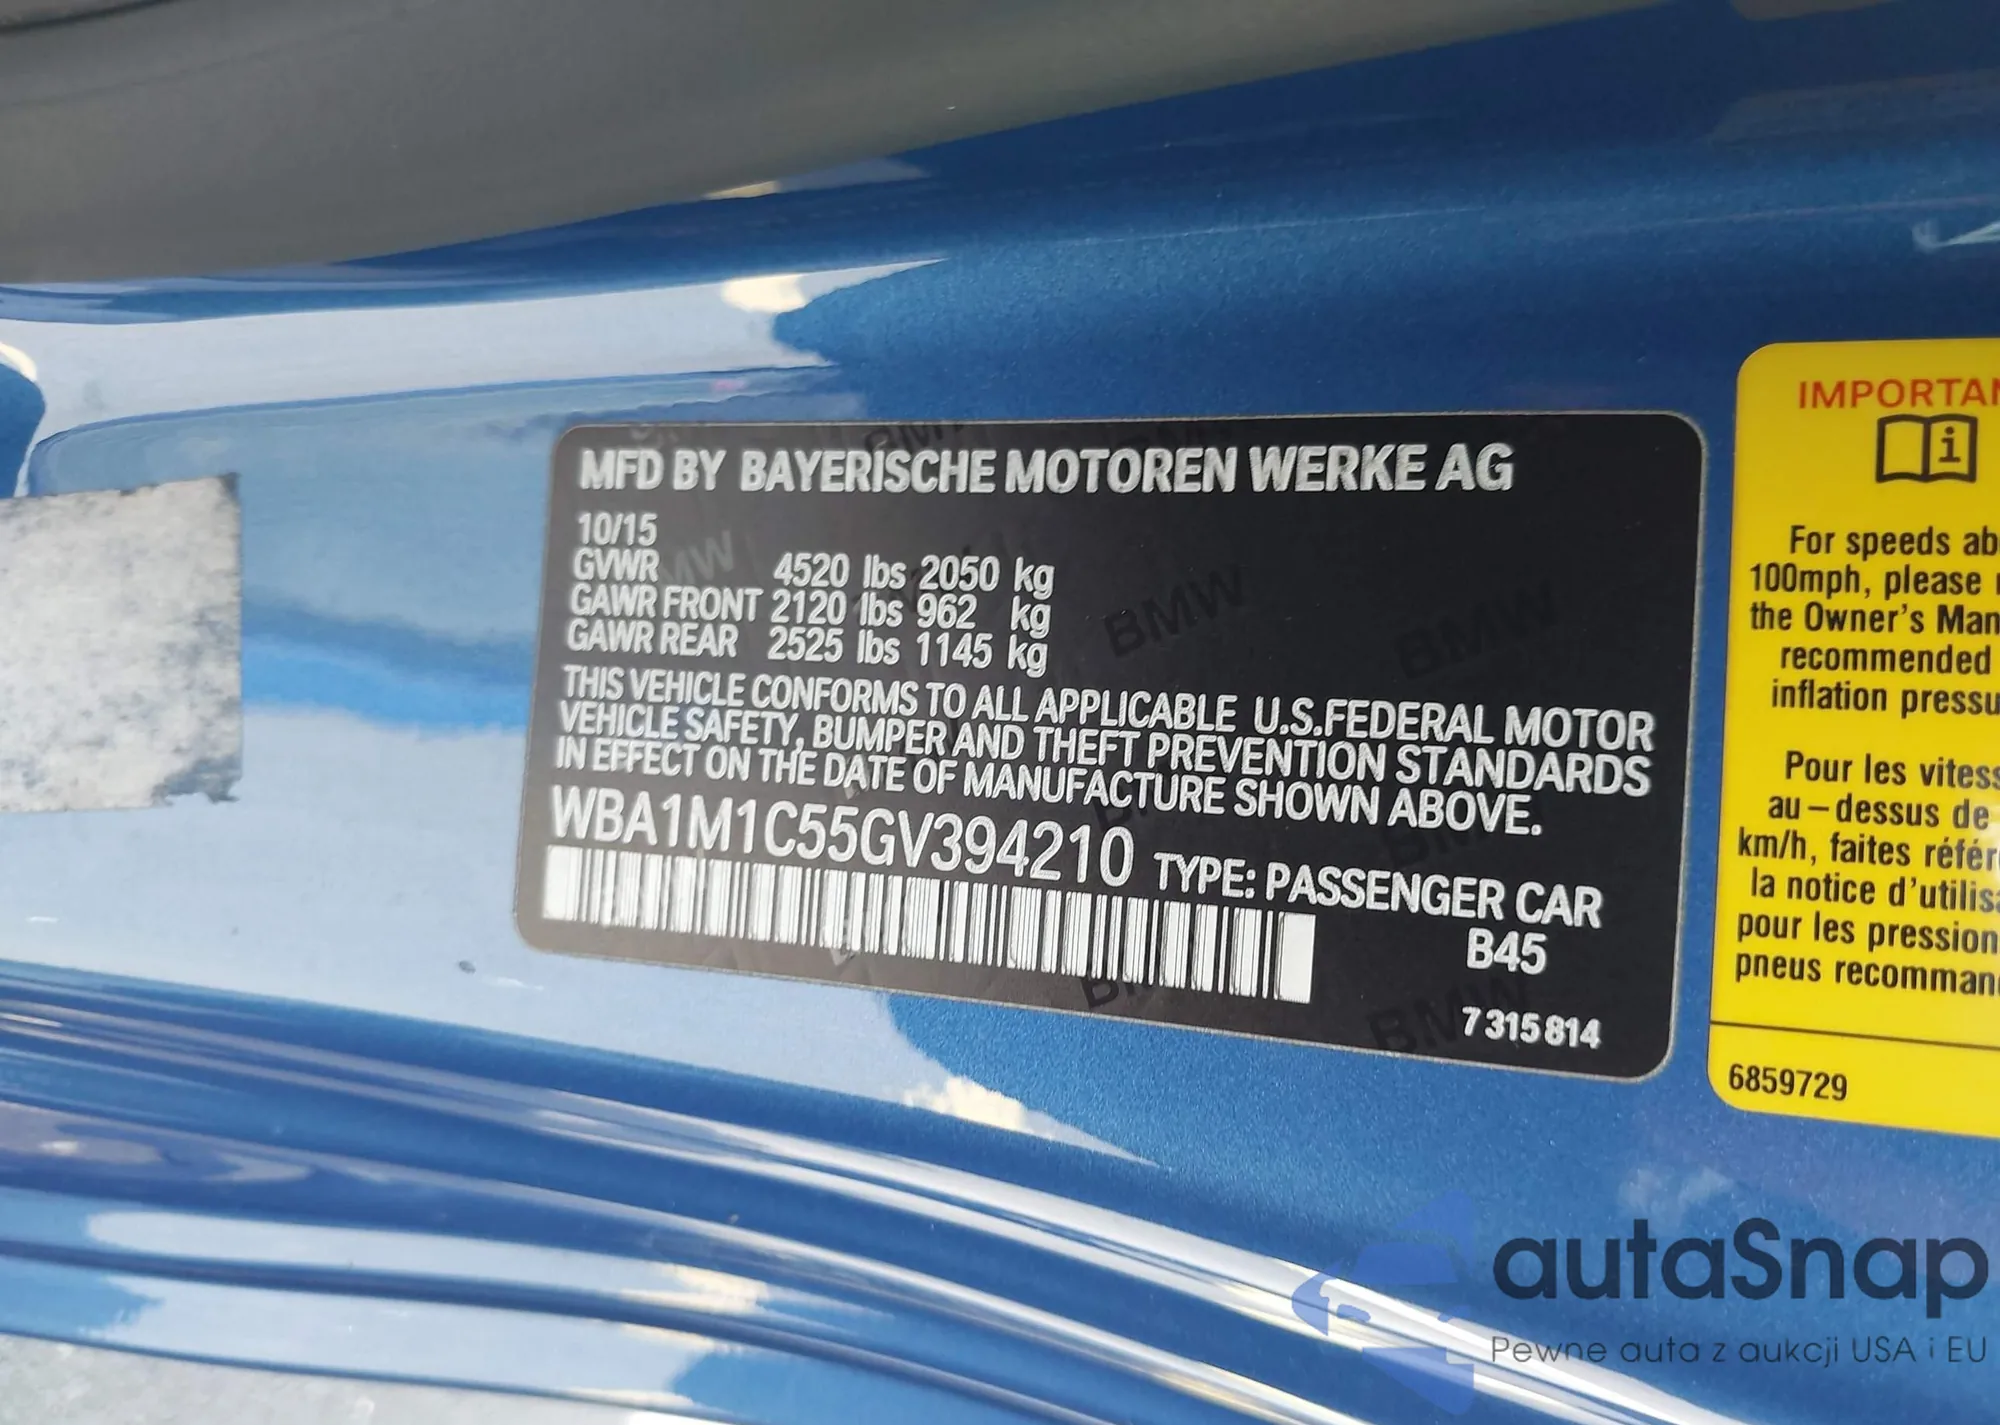 MFD BY BAYERISCHE MOTOREN WERKE AG
10/15
GVWR 4520 lbs 2050 kg
GAWR FRONT 2120 lbs 962 kg
GAWR REAR 2525 lbs 1145 kg
THIS VEHICLE CONFORMS TO ALL APPLICABLE U.S.FEDERAL MOTOR
VEHICLE SAFETY, BUMPER AND THEFT PREVENTION STANDARDS
IN EFFECT ON THE DATE OF MANUFACTURE SHOWN ABOVE.
WBA1M1C55GV394210 TYPE: PASSENGER CAR
B45
7 315 814
IMPORTAN
For speeds ab
100mph, please
the Owner's Man
recommended
inflation pressu
Pour les vitess
au-dessus de
km/h, faites référ
la notice d'utilis
pour les pression
pneus recomman
6859729
autaSnap
Pewne auta z aukcji USA i EU